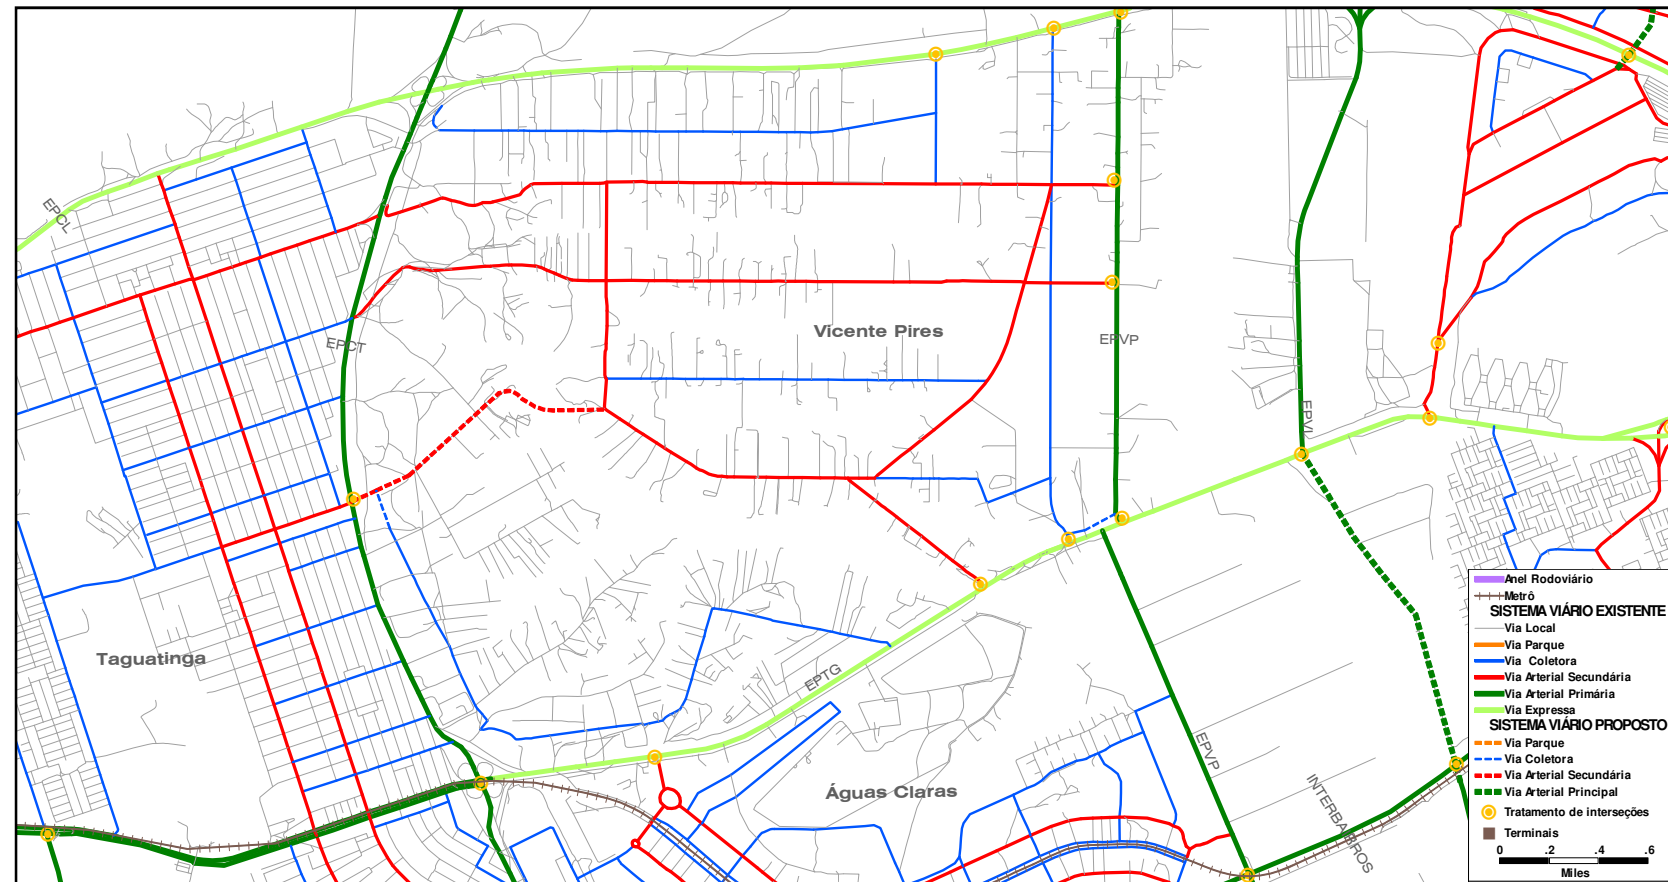 EPCL
EPCT
Vicente Pires
EPVP
EPVL
Taguatinga
EPTG
Águas Claras
EPVP
INTERBAIRROS
Anel Rodoviário
Metrô
SISTEMA VIÁRIO EXISTENTE
Via Local
Via Parque
Via Coletora
Via Arterial Secundária
Via Arterial Primária
Via Expressa
SISTEMA VIÁRIO PROPOSTO
Via Parque
Via Coletora
Via Arterial Secundária
Via Arterial Principal
Tratamento de interseções
Terminais
0 .2 .4 .6
Miles